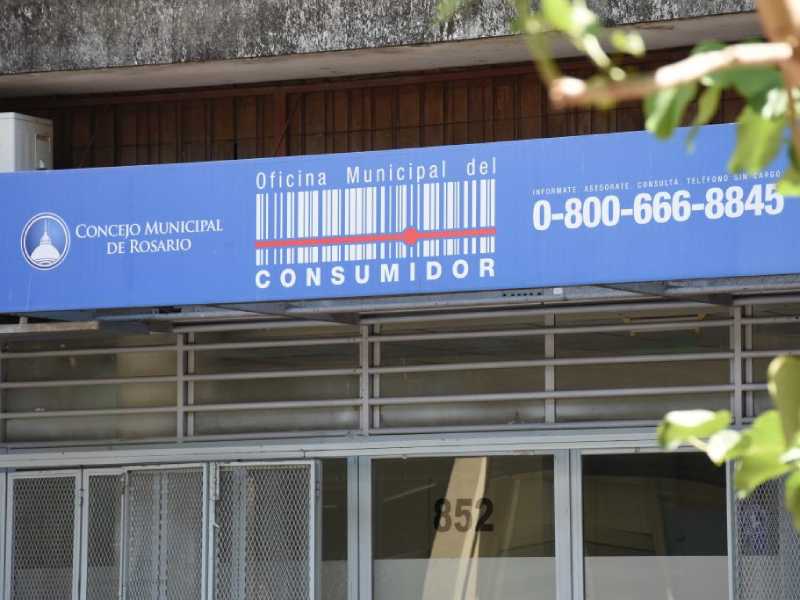 CONCEJO MUNICIPAL
DE ROSARIO
Oficina Municipal del
CONSUMIDOR
INFORMATE. ASESORATE. CONSULTA. TELÉFONO SIN CARGO
0-800-666-8845
852